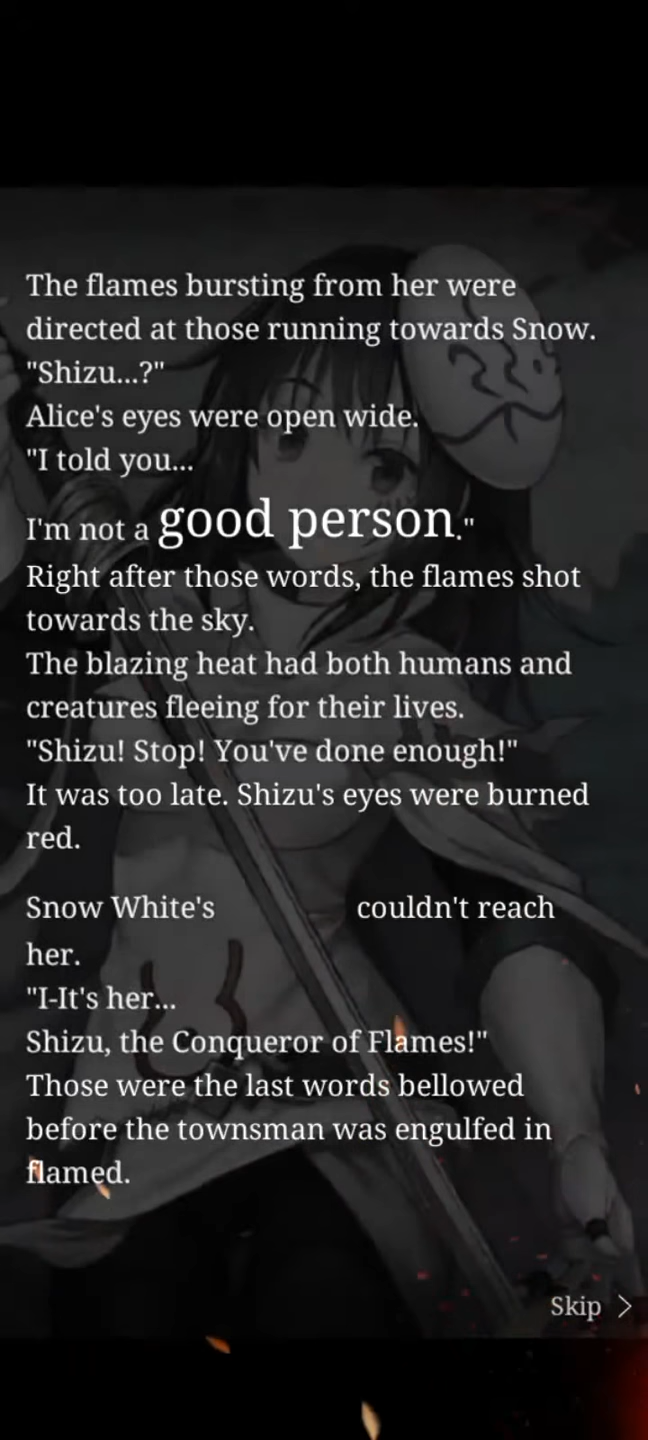 The flames bursting from her were
directed at those running towards Snow.
"Shizu...?"
Alice's eyes were open wide.
"I told you...
I'm not a good person."
Right after those words, the flames shot
towards the sky.
The blazing heat had both humans and
creatures fleeing for their lives.
"Shizu! Stop! You've done enough!"
It was too late. Shizu's eyes were burned
red.
Snow White's couldn't reach
her.
"I-It's her...
Shizu, the Conqueror of Flames!"
Those were the last words bellowed
before the townsman was engulfed in
flamed.
Skip >